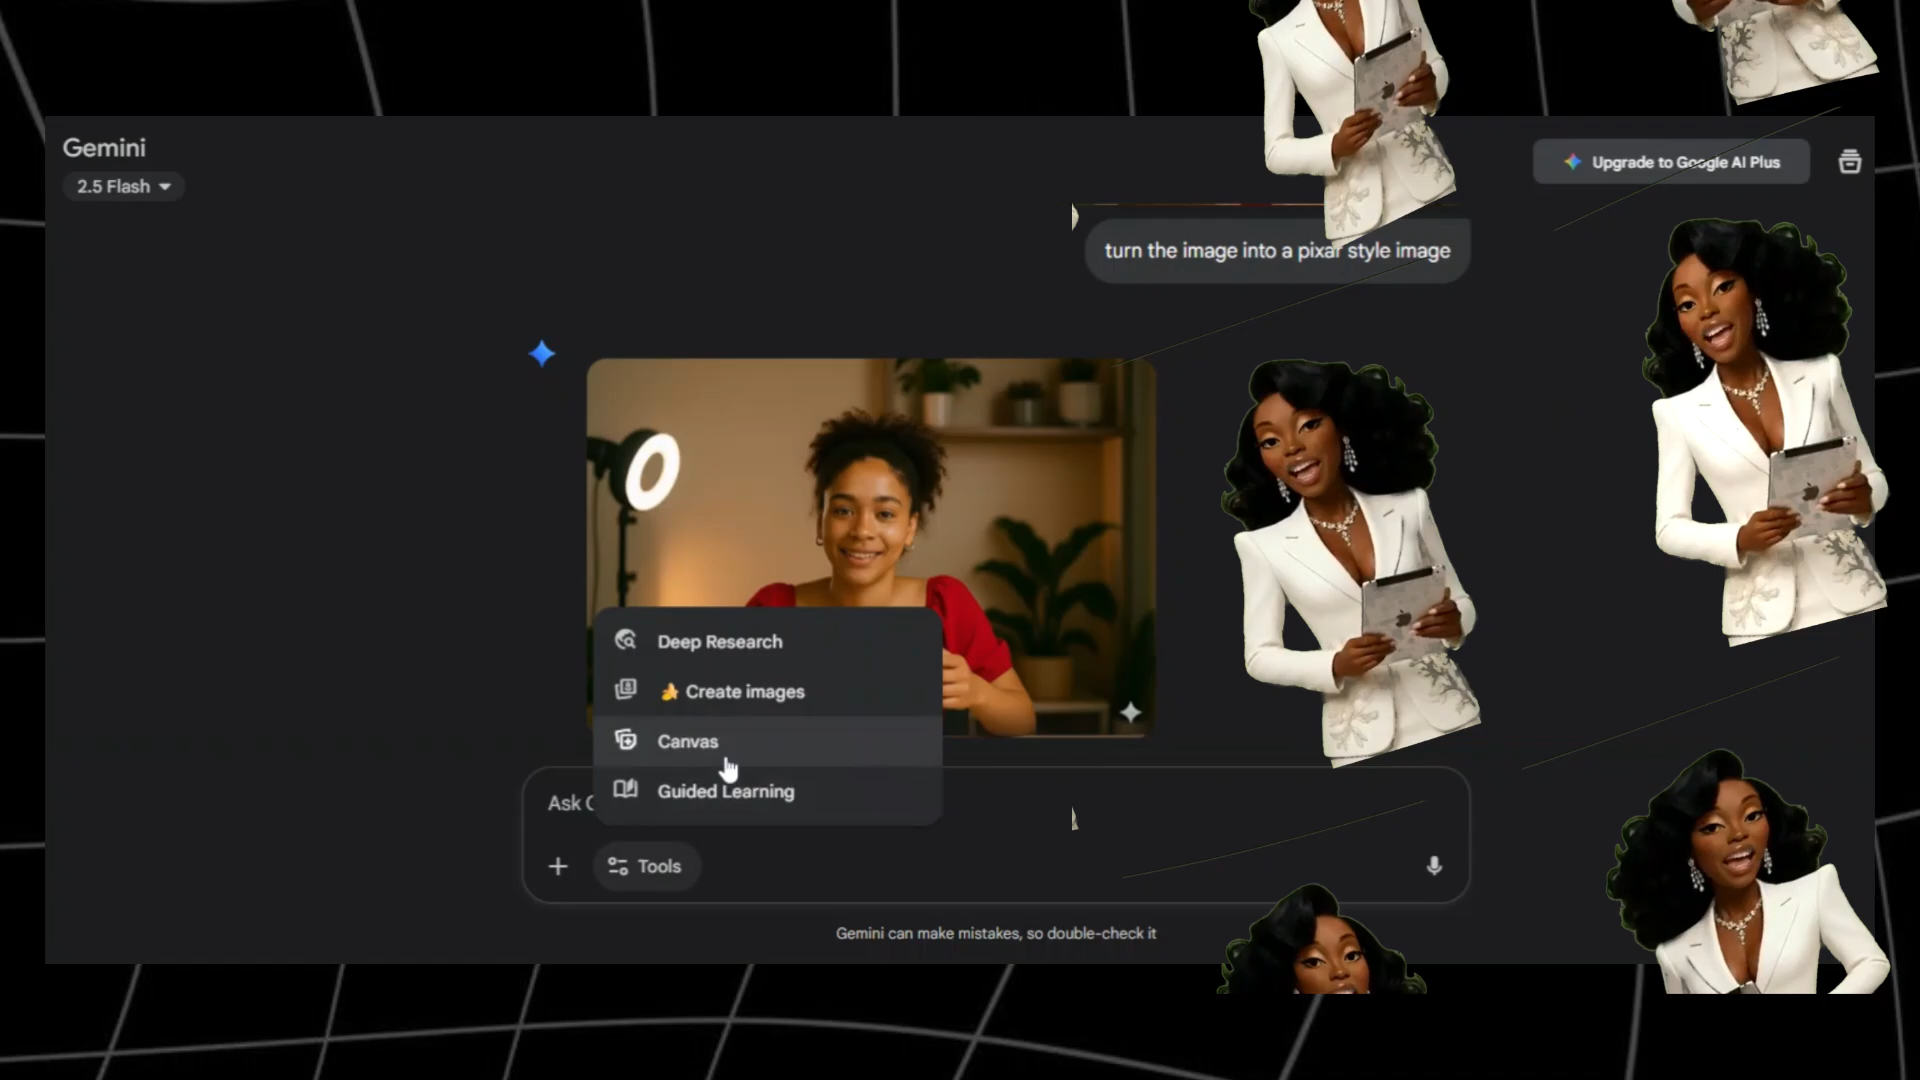 Gemini
2.5 Flash
Upgrade to Google AI Plus
turn the image into a pixar style image
Deep Research
Create images
Canvas
Guided Learning
Ask
Tools
Gemini can make mistakes, so double-check it